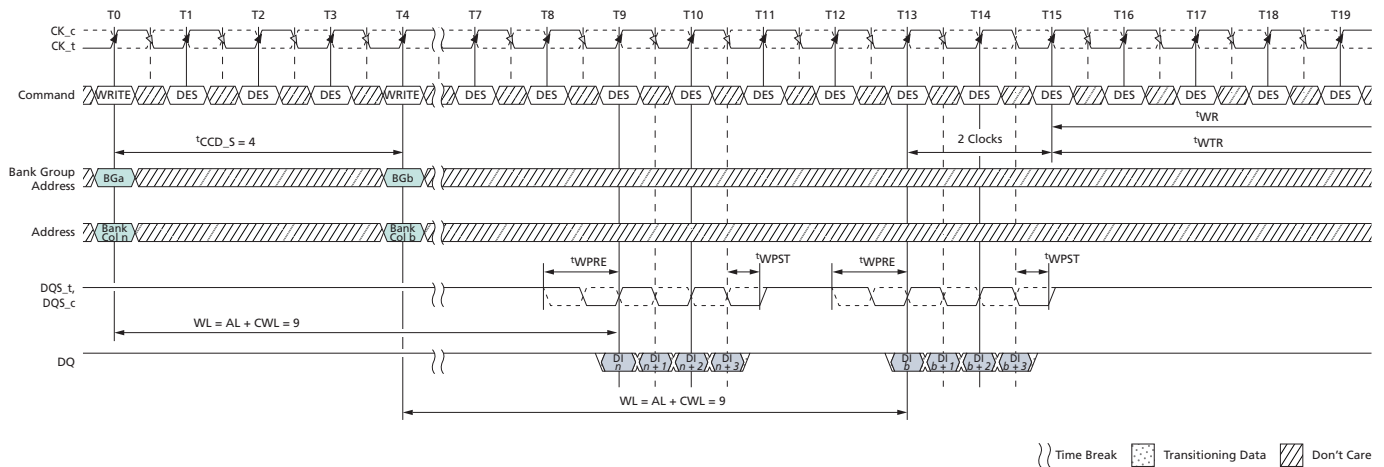 T0 T1 T2 T3 T4 T7 T8 T9 T10 T11 T12 T13 T14 T15 T16 T17 T18 T19
CK_c
CK_t
Command WRITE DES DES DES WRITE DES DES DES DES DES DES DES DES DES DES DES DES DES
tWR
tCCD_S = 4 2 Clocks tWTR
Bank Group
Address BGa BGb
Address Bank
Col n Bank
Col b
tWPRE tWPST tWPRE tWPST
DQS_t,
DQS_c
WL = AL + CWL = 9
DQ DI
n DI
n + 1 DI
n + 2 DI
n + 3 DI
b DI
b + 1 DI
b + 2 DI
b + 3
WL = AL + CWL = 9
Time Break Transitioning Data Don't Care